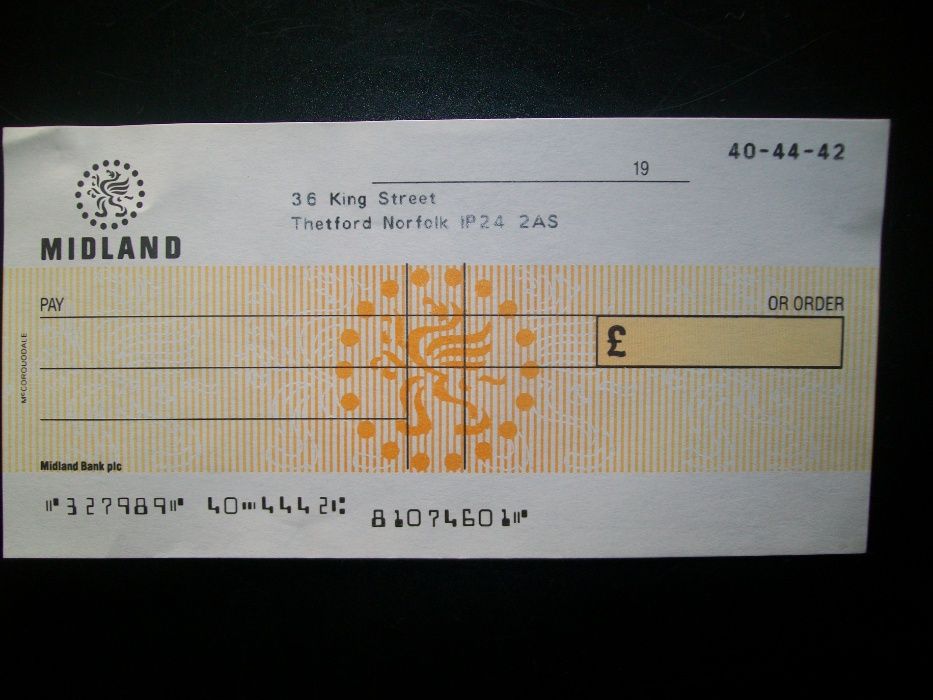 40-44-42
19
36 King Street
Thetford Norfolk IP24 2AS
MIDLAND
PAY
OR ORDER
£
McCORQUODALE
Midland Bank plc
⑈327989⑈ 40⑉4442⑆ 81074601⑈